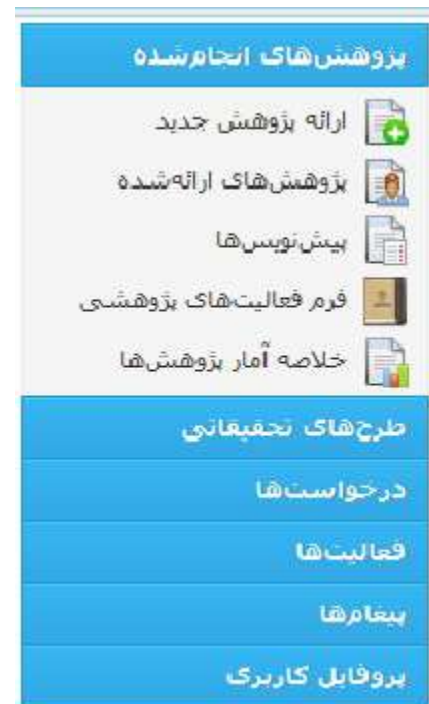 پژوهش‌های انجام‌شده
ارائه پژوهش جدید
پژوهش‌های ارائه‌شده
پیش‌نویس‌ها
فرم فعالیت‌های پژوهشی
خلاصه آمار پژوهش‌ها
طرح‌های تحقیقاتی
درخواست‌ها
فعالیت‌ها
پیغام‌ها
پروفایل کاربری